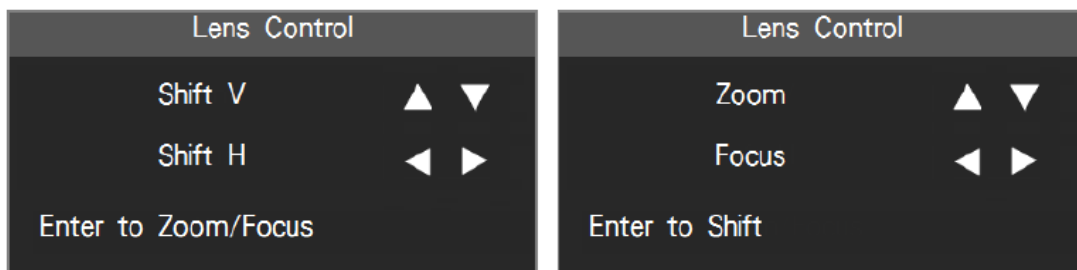 Lens Control
Shift V ▲ ▼
Shift H ◀ ▶
Enter to Zoom/Focus
Lens Control
Zoom ▲ ▼
Focus ◀ ▶
Enter to Shift